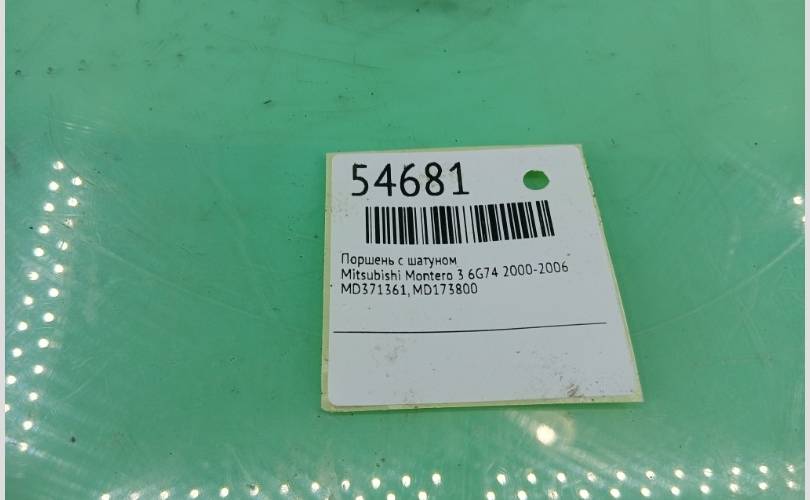 54681
Поршень с шатуном
Mitsubishi Montero 3 6G74 2000-2006
MD371361, MD173800